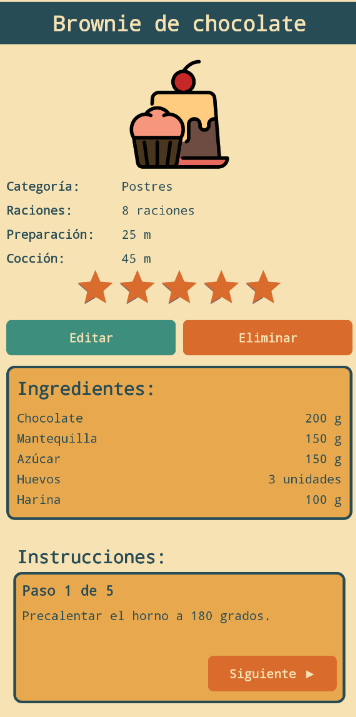 Brownie de chocolate
Categoría: Postres
Raciones: 8 raciones
Preparación: 25 m
Cocción: 45 m
Editar Eliminar
Ingredientes:
Chocolate 200 g
Mantequilla 150 g
Azúcar 150 g
Huevos 3 unidades
Harina 100 g
Instrucciones:
Paso 1 de 5
Precalentar el horno a 180 grados.
Siguiente ▶